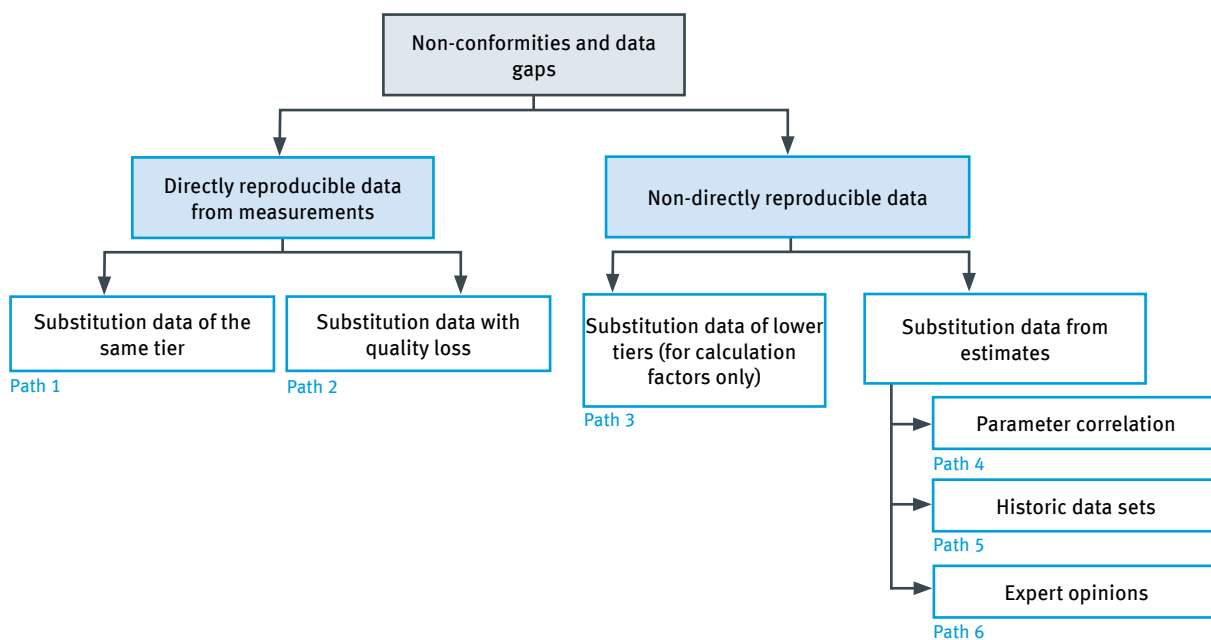 Non-conformities and data
gaps
Directly reproducible data
from measurements
Non-directly reproducible data
Substitution data of the
same tier
Path 1
Substitution data with
quality loss
Path 2
Substitution data of lower
tiers (for calculation
factors only)
Path 3
Substitution data from
estimates
Parameter correlation
Path 4
Historic data sets
Path 5
Expert opinions
Path 6